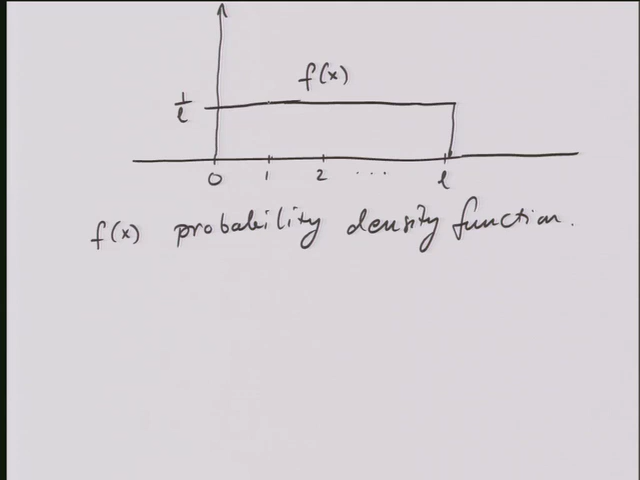 f(x)
1/l
0 1 2 ... l
f(x) probability density function.